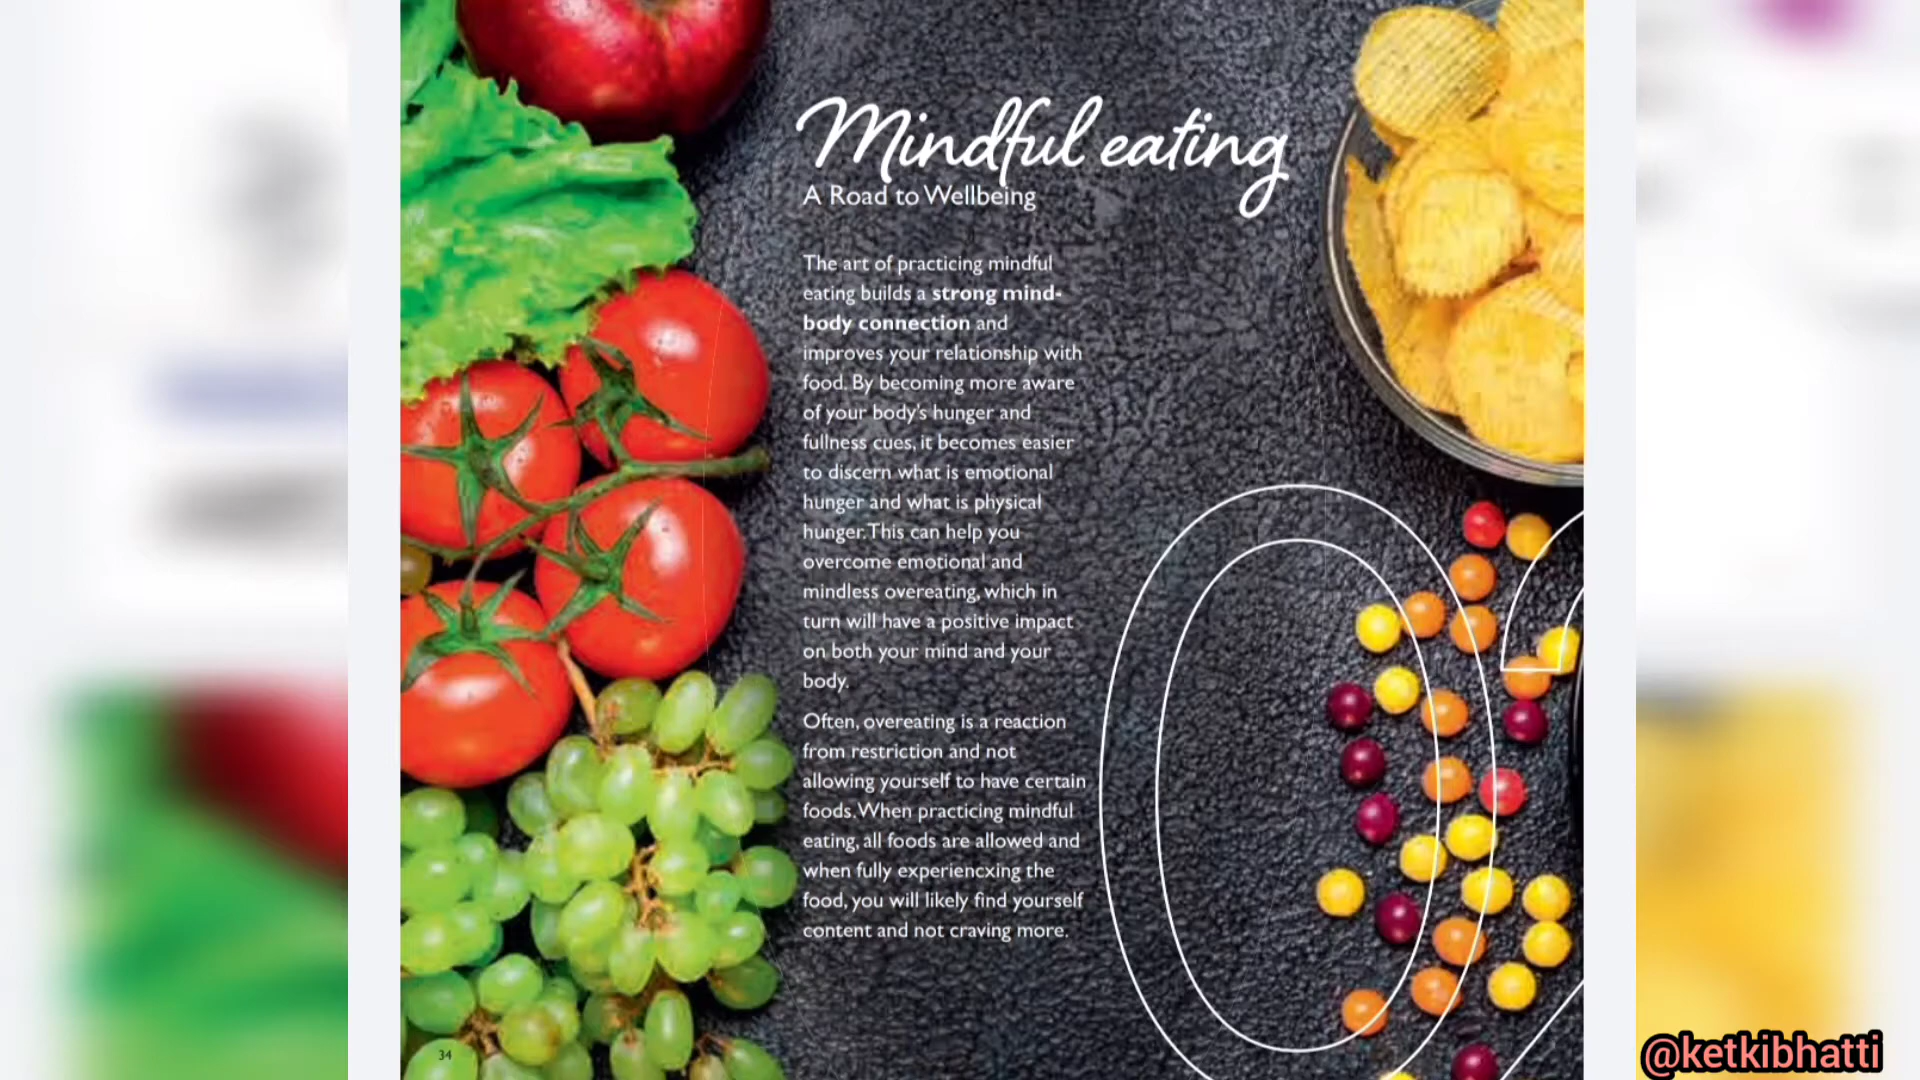 Mindful eating
A Road to Wellbeing
The art of practicing mindful
eating builds a strong mind-
body connection and
improves your relationship with
food. By becoming more aware
of your body's hunger and
fullness cues, it becomes easier
to discern what is emotional
hunger and what is physical
hunger. This can help you
overcome emotional and
mindless overeating, which in
turn will have a positive impact
on both your mind and your
body.
Often, overeating is a reaction
from restriction and not
allowing yourself to have certain
foods. When practicing mindful
eating, all foods are allowed and
when fully experiencxing the
food, you will likely find yourself
content and not craving more.
34
@ketkibhatti